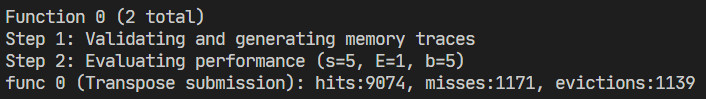 Function 0 (2 total)
Step 1: Validating and generating memory traces
Step 2: Evaluating performance (s=5, E=1, b=5)
func 0 (Transpose submission): hits:9074, misses:1171, evictions:1139